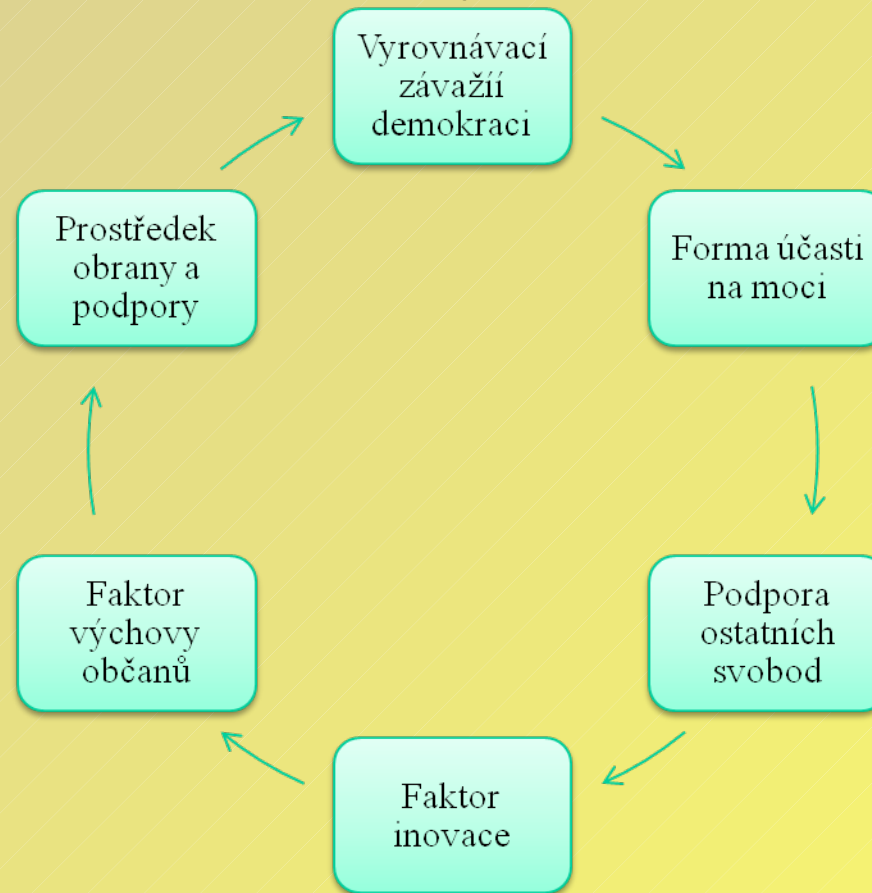 Vyrovnávací
závažíí
demokraci
Forma účasti
na moci
Podpora
ostatních
svobod
Faktor
inovace
Faktor
výchovy
občanů
Prostředek
obrany a
podpory